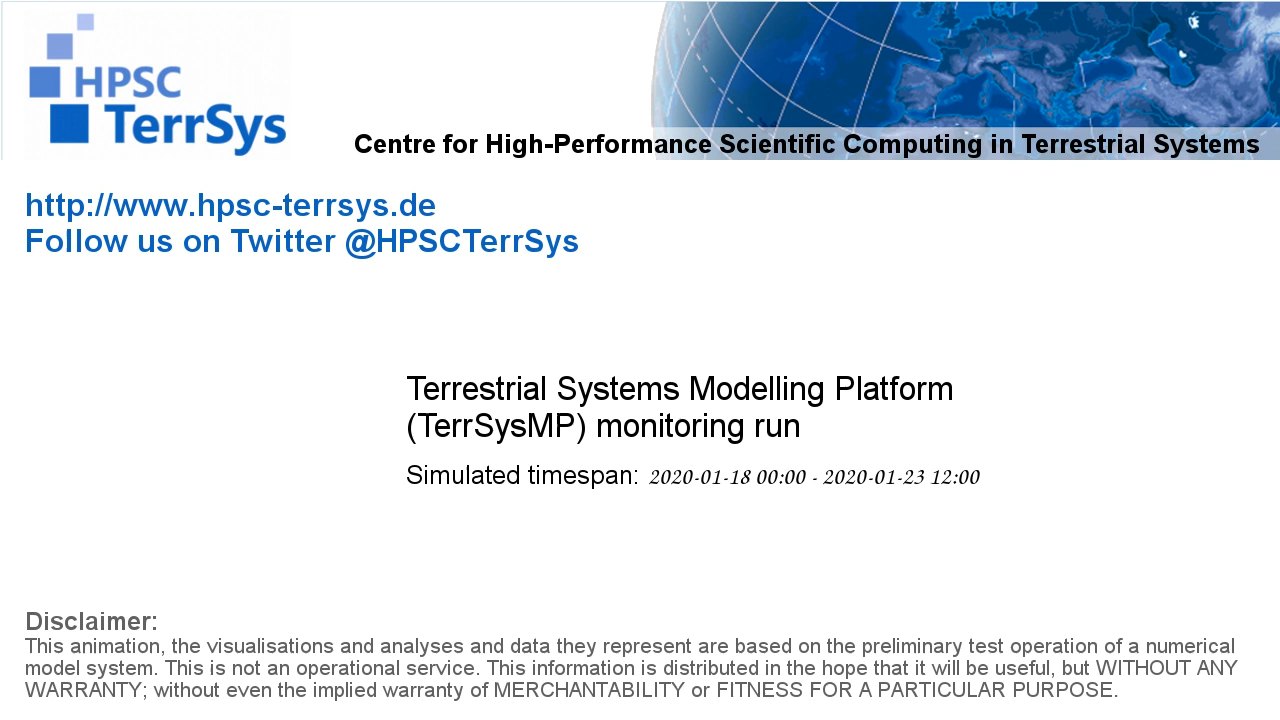 HPSC
TerrSys
Centre for High-Performance Scientific Computing in Terrestrial Systems
http://www.hpsc-terrsys.de
Follow us on Twitter @HPSCTerrSys
Terrestrial Systems Modelling Platform
(TerrSysMP) monitoring run
Simulated timespan: 2020-01-18 00:00 - 2020-01-23 12:00
Disclaimer:
This animation, the visualisations and analyses and data they represent are based on the preliminary test operation of a numerical
model system. This is not an operational service. This information is distributed in the hope that it will be useful, but WITHOUT ANY
WARRANTY; without even the implied warranty of MERCHANTABILITY or FITNESS FOR A PARTICULAR PURPOSE.